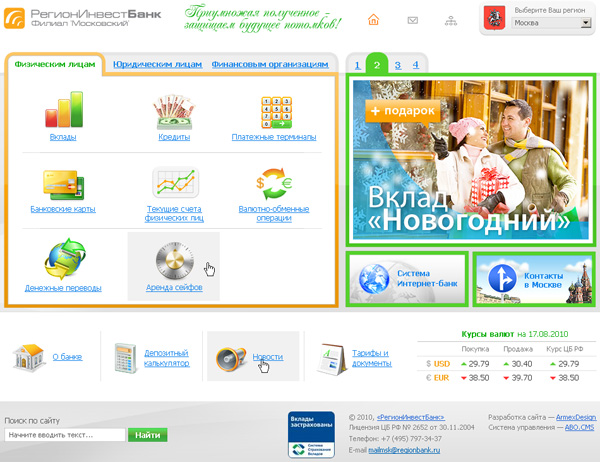 РегионИнвестБанк
Филиал Московский
Приумножая полученное -
защищаем будущее потомков!
Выберите Ваш регион
Москва
Физическим лицам
Юридическим лицам
Финансовым организациям
1 2 3 4
Вклады
Кредиты
Платежные терминалы
Банковские карты
Текущие счета
физических лиц
Валютно-обменные
операции
Денежные переводы
Аренда сейфов
+ подарок
Вклад
«Новогодний»
Система
Интернет-банк
Контакты
в Москве
О банке
Депозитный
калькулятор
Новости
Тарифы и
документы
Курсы валют на 17.08.2010
Покупка Продажа Курс ЦБ РФ
$ USD 29.79 30.40 29.79
€ EUR 38.50 39.70 38.50
Поиск по сайту
Начните вводить текст...
Найти
Вклады
застрахованы
Система
Страхования
Вкладов
© 2010, «РегионИнвестБанк»
Лицензия ЦБ РФ № 2652 от 30.11.2004
Телефон: +7 (495) 797-34-37
E-mail mailmsk@regionbank.ru
Разработка сайта — ArmexDesign
Система управления — ABO.CMS